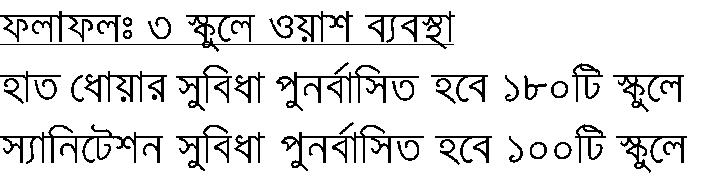 ফলাফলঃ ৩ স্কুলে ওয়াশ ব্যবস্থা
হাত ধোয়ার সুবিধা পুনর্বাসিত হবে ১৮০টি স্কুলে
স্যানিটেশন সুবিধা পুনর্বাসিত হবে ১০০টি স্কুলে